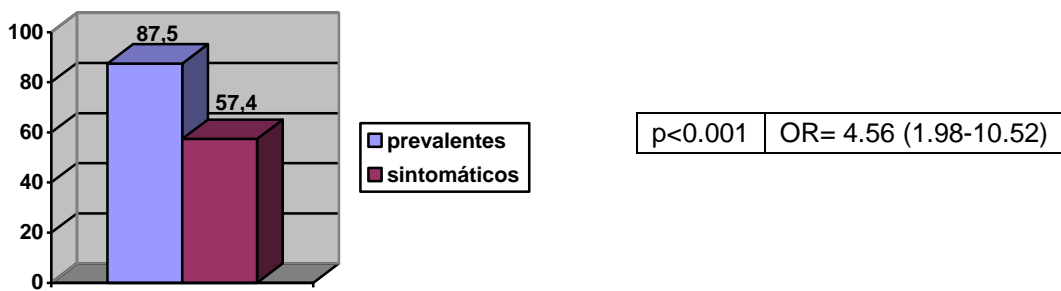 100
80
60
40
20
0
87,5
57,4
prevalentes
sintomáticos
p<0.001 OR= 4.56 (1.98-10.52)